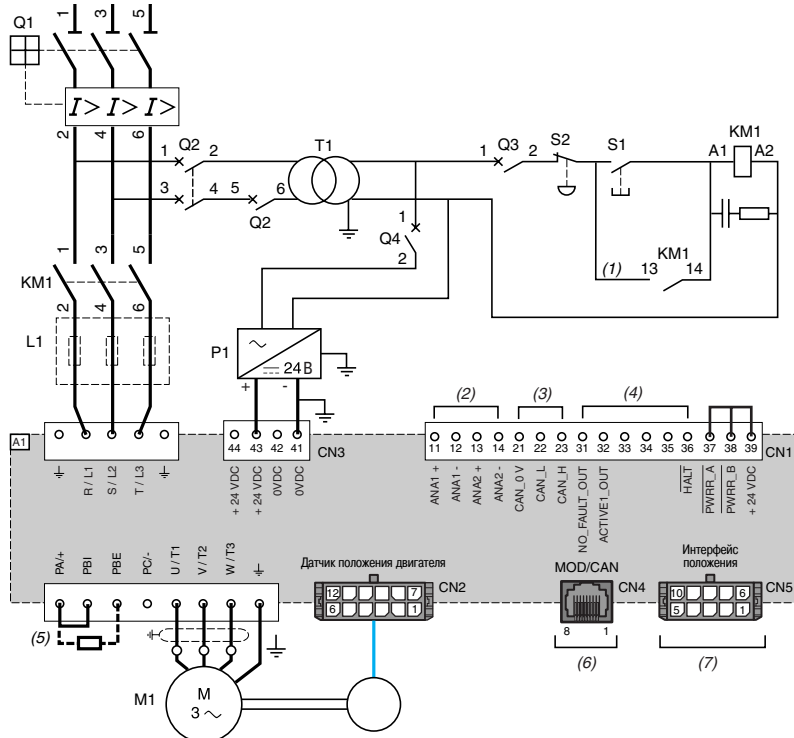 Q1
1 3 5
I> I> I>
2 4 6
1 Q2 2
3 4 5 6
Q2
T1
1 Q3 2
S2
S1
KM1
A1 A2
1
Q4
2
KM1
(1) 13 14
1 3 5
KM1
2 4 6
L1
P1
24 В
+ -
(2) (3) (4)
A1
R / L1
S / L2
T / L3
44 43 42 41
CN3
+ 24 VDC
+ 24 VDC
0VDC
0VDC
11 12 13 14 21 22 23 31 32 33 34 35 36 37 38 39
CN1
ANA1 +
ANA1 -
ANA2 +
ANA2 -
CAN_0 V
CAN_L
CAN_H
NO_FAULT_OUT
ACTIVE1_OUT
HALT
PWRR_A
PWRR_B
+ 24 VDC
PA/+
PBI
PBE
PC/-
U / T1
V / T2
W / T3
Датчик положения двигателя
12 7
6 1
CN2
MOD/CAN
CN4
8 1
Интерфейс
положения
10 6
5 1
CN5
(5)
(6)
(7)
M1
M
3